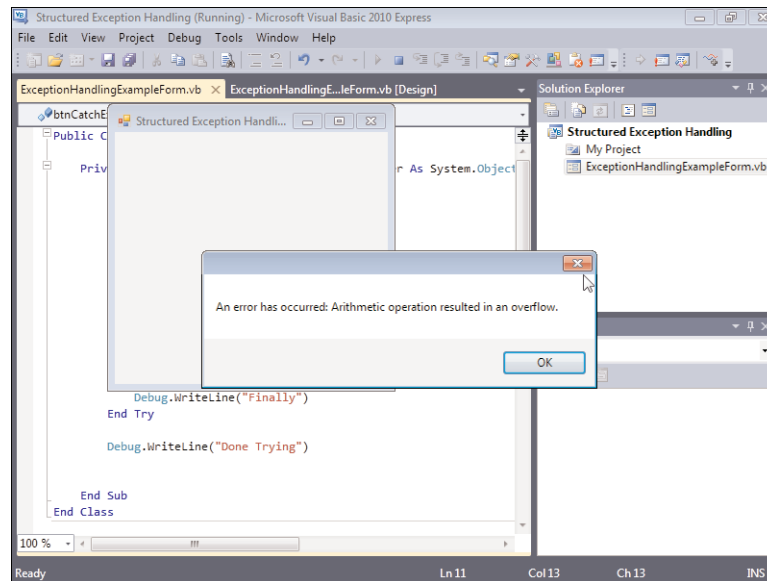 Structured Exception Handling (Running) - Microsoft Visual Basic 2010 Express
File Edit View Project Debug Tools Window Help
ExceptionHandlingExampleForm.vb ExceptionHandlingE...leForm.vb [Design]
btnCatchE
Public C
Priv
r As System.Object
Structured Exception Handli...
An error has occurred: Arithmetic operation resulted in an overflow.
OK
Debug.WriteLine("Finally")
End Try
Debug.WriteLine("Done Trying")
End Sub
End Class
100 %
Solution Explorer
Structured Exception Handling
My Project
ExceptionHandlingExampleForm.vb
Ready Ln 11 Col 13 Ch 13 INS